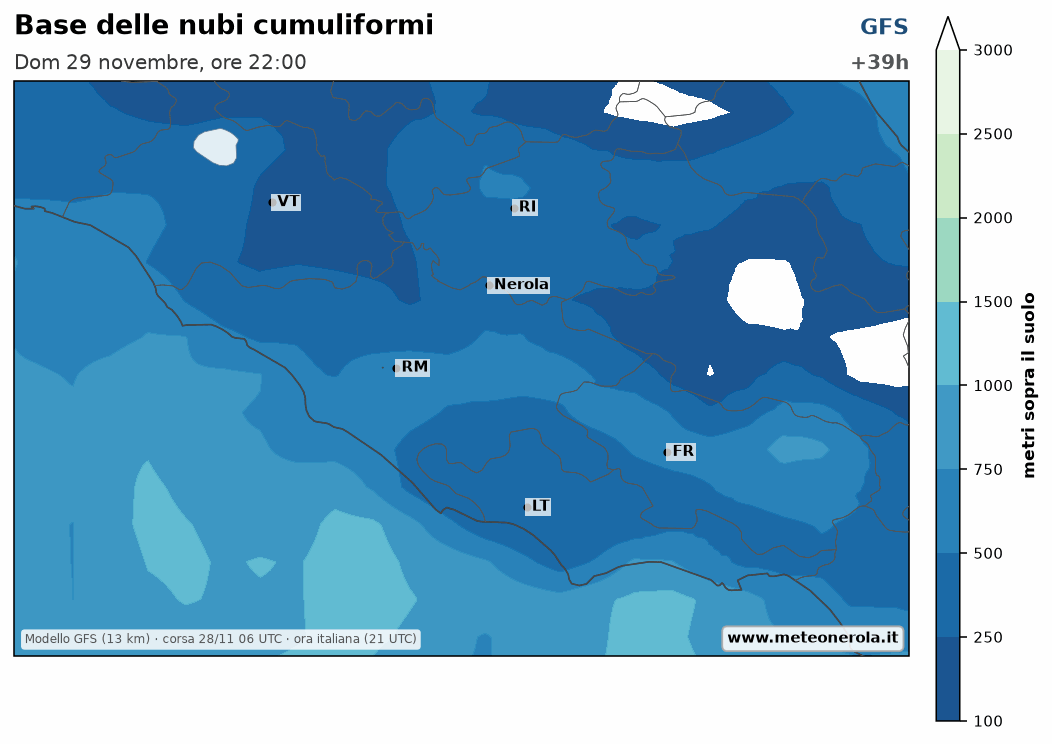 Base delle nubi cumuliformi
GFS
Dom 29 novembre, ore 22:00
+39h
VT
RI
Nerola
RM
FR
LT
Modello GFS (13 km) · corsa 28/11 06 UTC · ora italiana (21 UTC)
www.meteonerola.it
3000
2500
2000
1500
1000
750
500
250
100
metri sopra il suolo